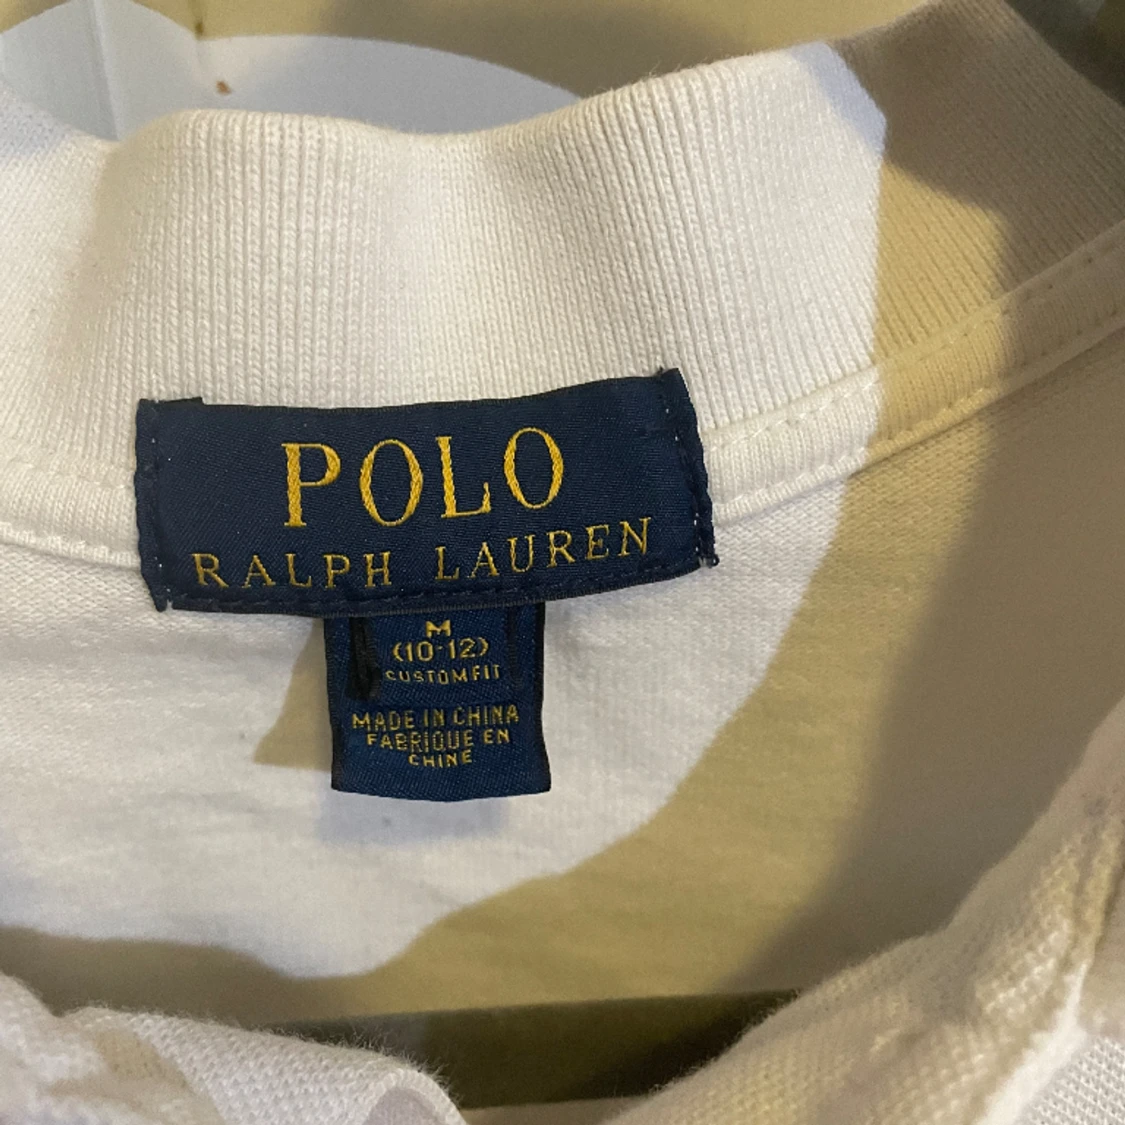 POLO
RALPH LAUREN
M
(10-12)
CUSTOM FIT
MADE IN CHINA
FABRIQUE EN
CHINE